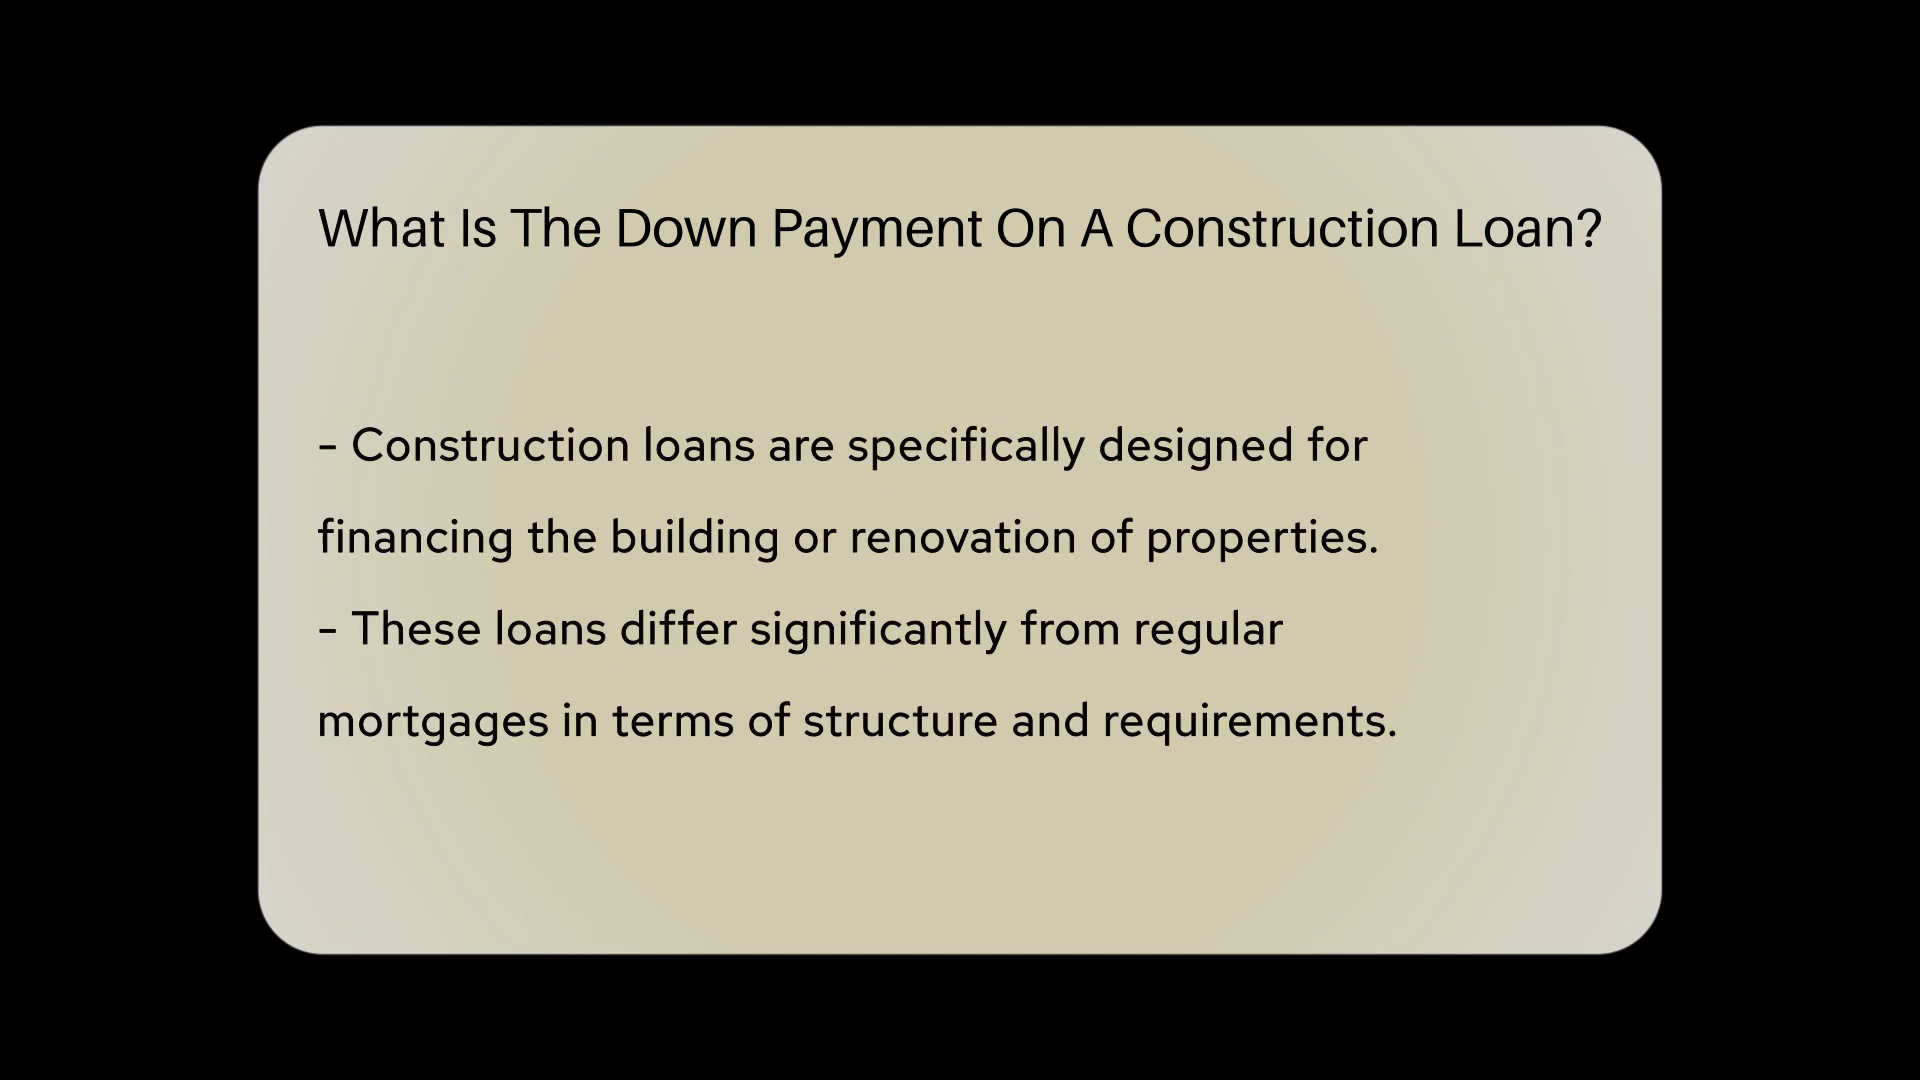 What Is The Down Payment On A Construction Loan?
- Construction loans are specifically designed for
financing the building or renovation of properties.
- These loans differ significantly from regular
mortgages in terms of structure and requirements.